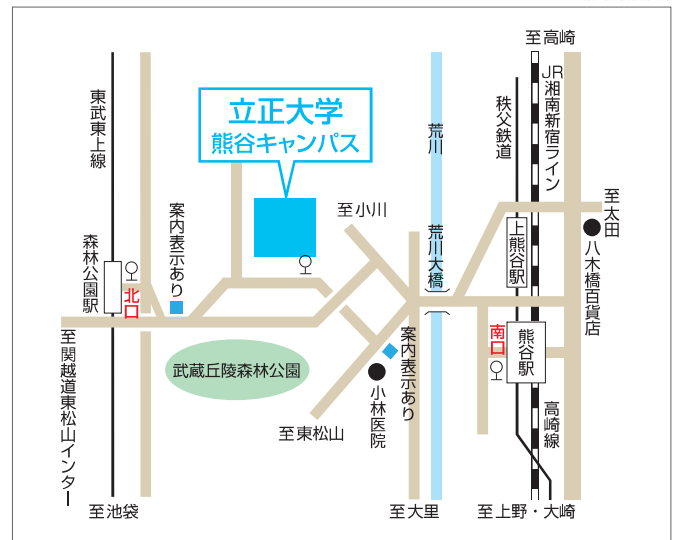 至高崎
東武東上線
立正大学
熊谷キャンパス
荒川
秩父鉄道
JR湘南新宿ライン
至太田
案内表示あり
至小川
荒川大橋
上熊谷駅
八木橋百貨店
森林公園駅
北口
南口
熊谷駅
案内表示あり
至関越道東松山インター
武蔵丘陵森林公園
小林医院
高崎線
至東松山
至池袋
至大里
至上野・大崎